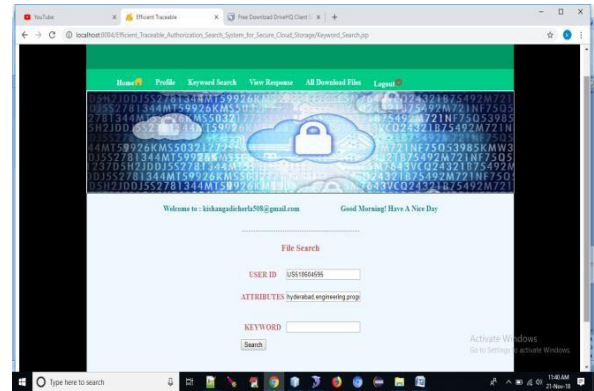 YouTube
Efficient Traceable
Free Download DriveHQ Client S
localhost:8084/Efficient_Traceable_Authorization_Search_System_for_Secure_Cloud_Storage/Keyword_Search.jsp
Home Profile Keyword Search View Response All Download Files Logout
Welcome to : kishangadicherla508@gmail.com Good Morning! Have A Nice Day
File Search
USER ID US518604595
ATTRIBUTES hyderabad,engineering,progr
KEYWORD
Search
Activate Windows
Go to Settings to activate Windows.
Type here to search
11:40 AM
21-Nov-18